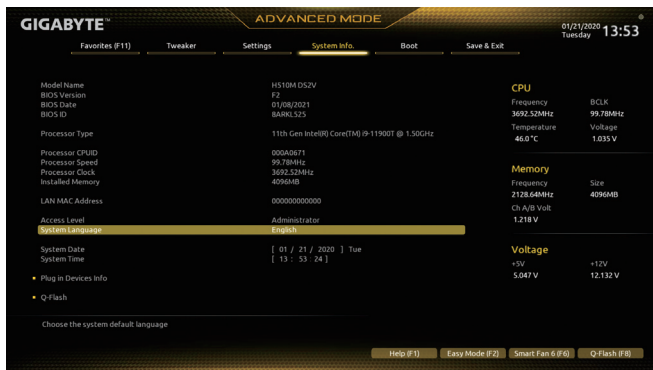 GIGABYTE™
ADVANCED MODE
01/21/2020 Tuesday 13:53
Favorites (F11) Tweaker Settings System Info. Boot Save & Exit
Model Name H510M DS2V
BIOS Version F2
BIOS Date 01/08/2021
BIOS ID 8ARKL525
Processor Type 11th Gen Intel(R) Core(TM) i9-11900T @ 1.50GHz
Processor CPUID 000A0671
Processor Speed 99.78MHz
Processor Clock 3692.52MHz
Installed Memory 4096MB
LAN MAC Address 000000000000
Access Level Administrator
System Language English
System Date [ 01 / 21 / 2020 ] Tue
System Time [ 13 : 53 : 24 ]
Plug in Devices Info
Q-Flash
Choose the system default language
CPU
Frequency BCLK
3692.52MHz 99.78MHz
Temperature Voltage
46.0 °C 1.035 V
Memory
Frequency Size
2128.64MHz 4096MB
Ch A/B Volt
1.218 V
Voltage
+5V +12V
5.047 V 12.132 V
Help (F1) Easy Mode (F2) Smart Fan 6 (F6) Q-Flash (F8)